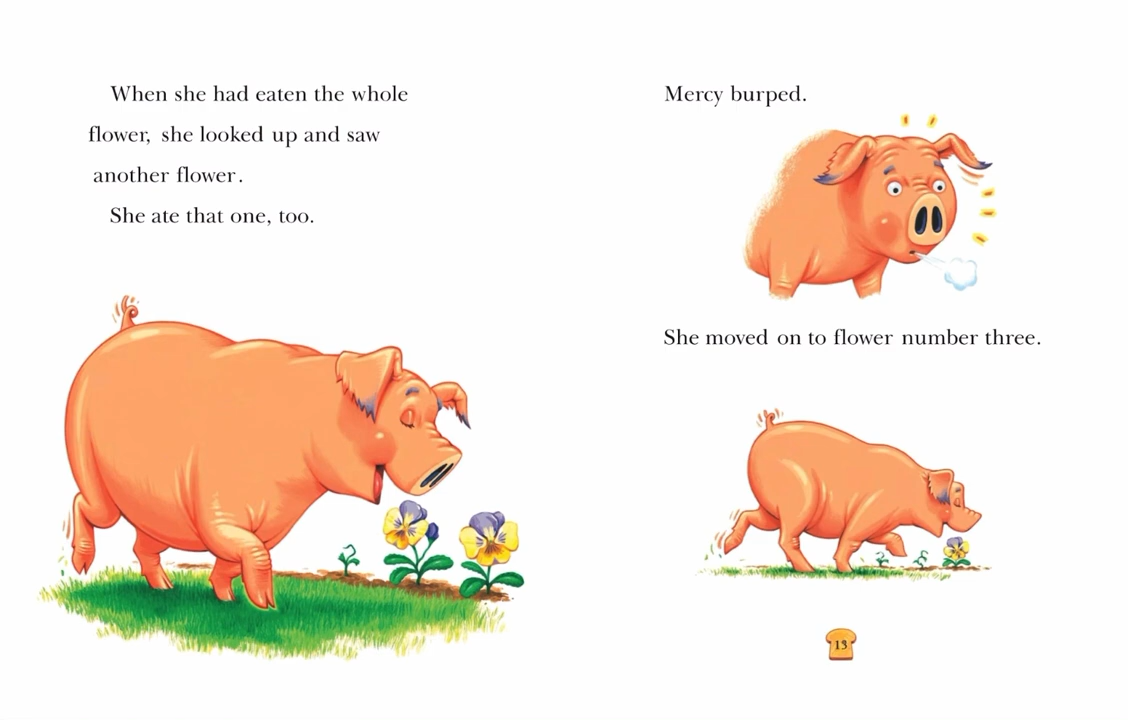 When she had eaten the whole
flower, she looked up and saw
another flower.
She ate that one, too.
Mercy burped.
She moved on to flower number three.
13